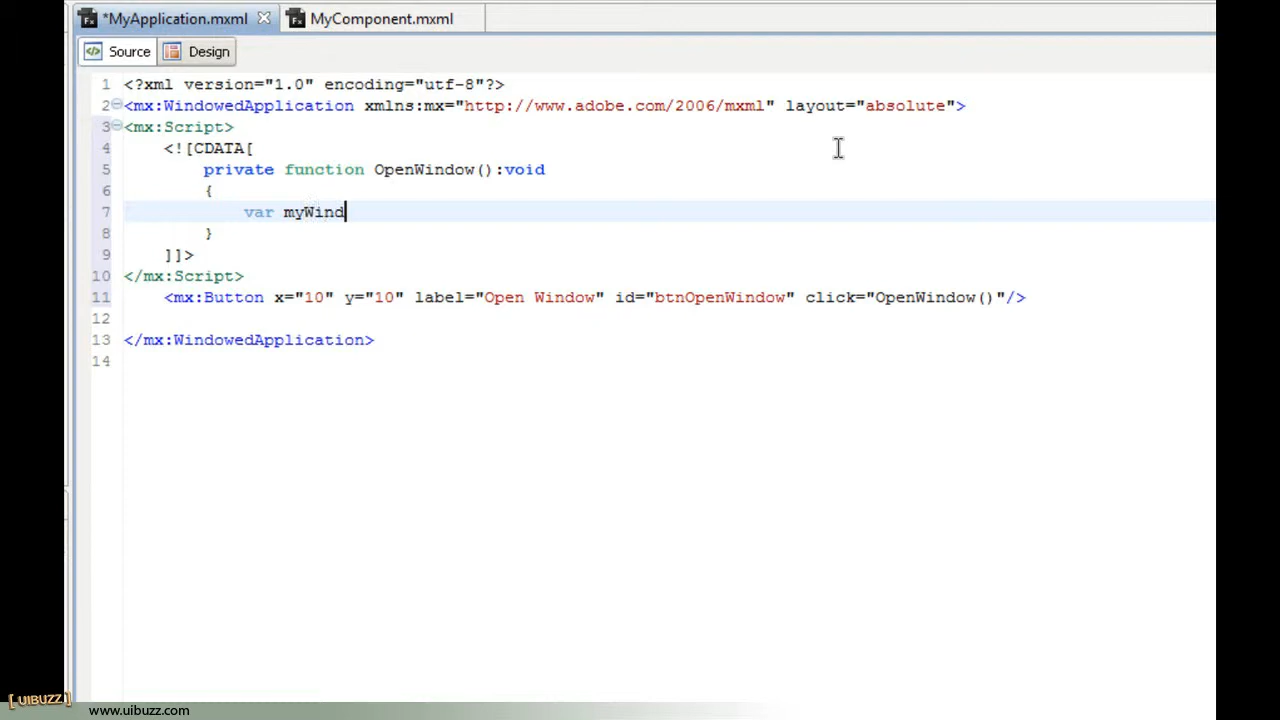 *MyApplication.mxml MyComponent.mxml
Source Design
1 <?xml version="1.0" encoding="utf-8"?>
2 <mx:WindowedApplication xmlns:mx="http://www.adobe.com/2006/mxml" layout="absolute">
3 <mx:Script>
4 <![CDATA[
5 private function OpenWindow():void
6 {
7 var myWind
8 }
9 ]]>
10 </mx:Script>
11 <mx:Button x="10" y="10" label="Open Window" id="btnOpenWindow" click="OpenWindow()"/>
12
13 </mx:WindowedApplication>
14
[UIBUZZ]
www.uibuzz.com